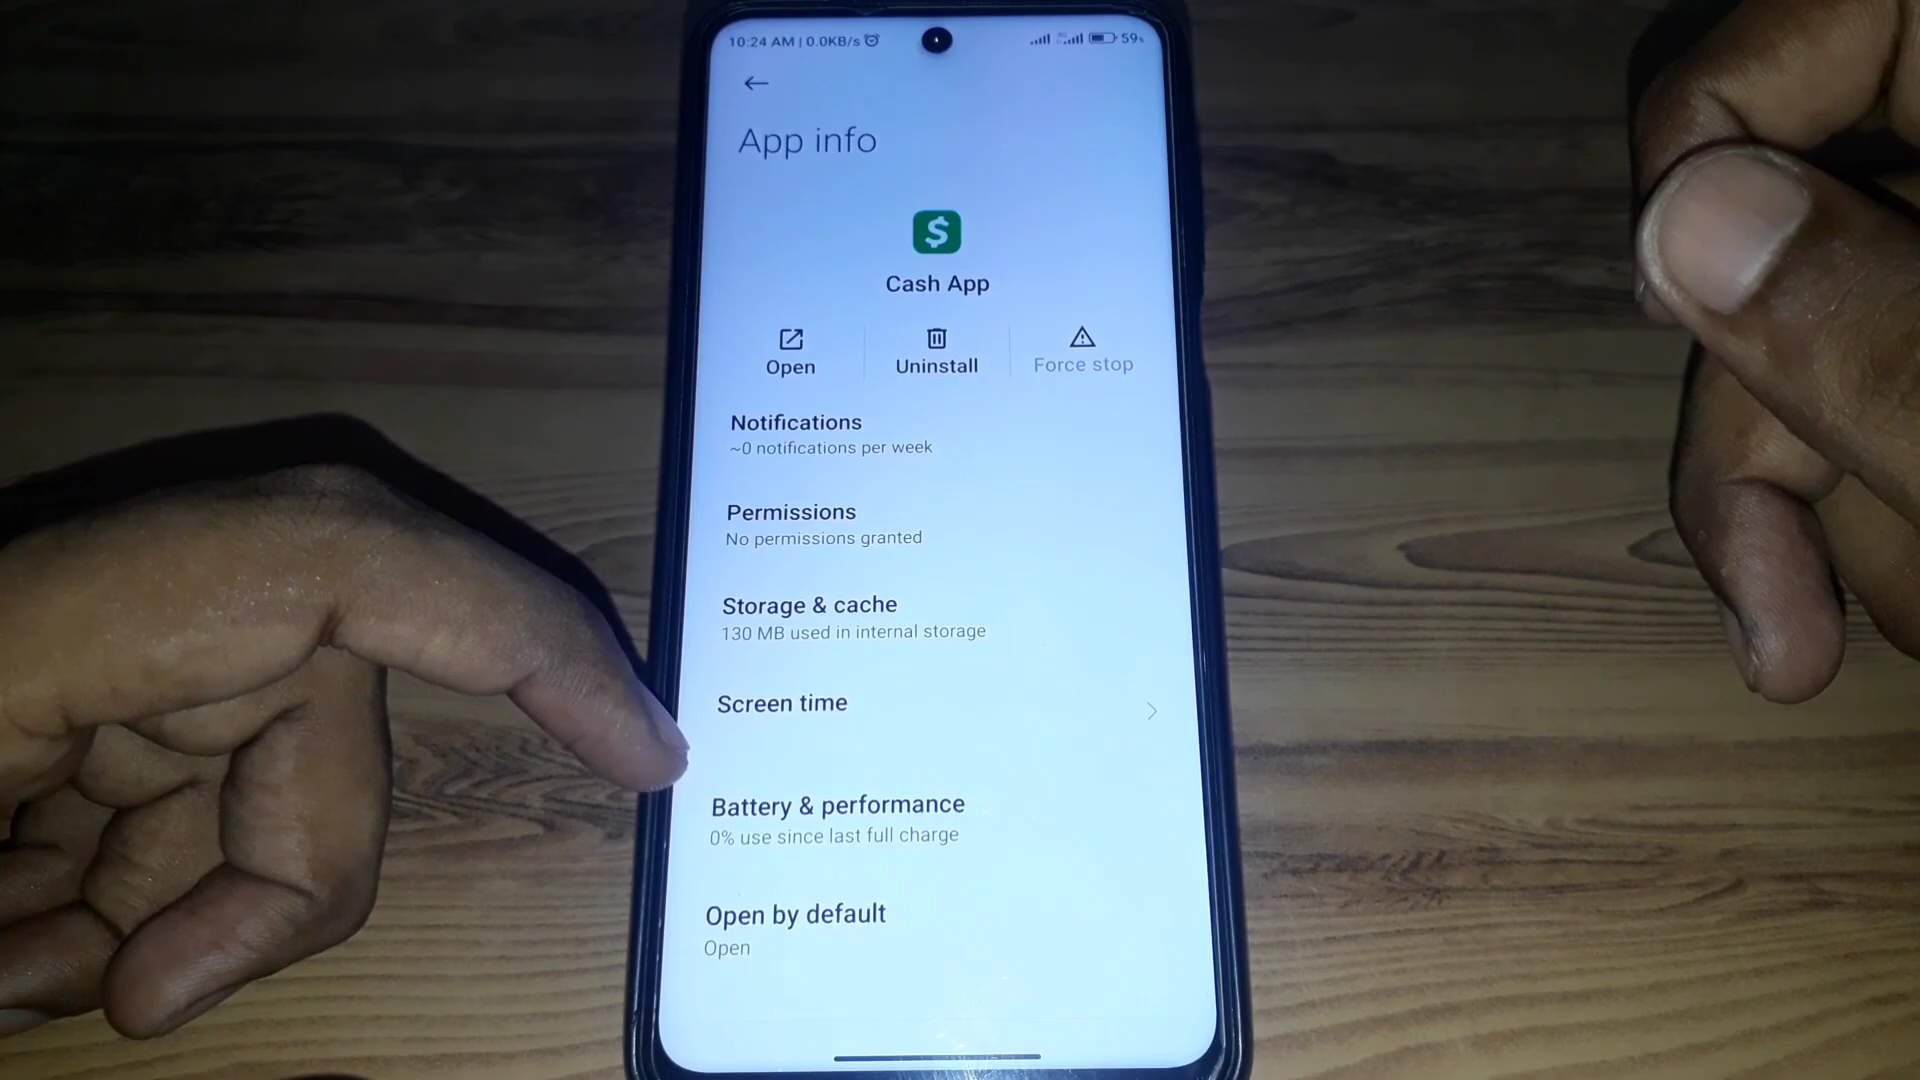 10:24 AM | 0.0KB/s
59%
App info
$
Cash App
Open
Uninstall
Force stop
Notifications
~0 notifications per week
Permissions
No permissions granted
Storage & cache
130 MB used in internal storage
Screen time
Battery & performance
0% use since last full charge
Open by default
Open